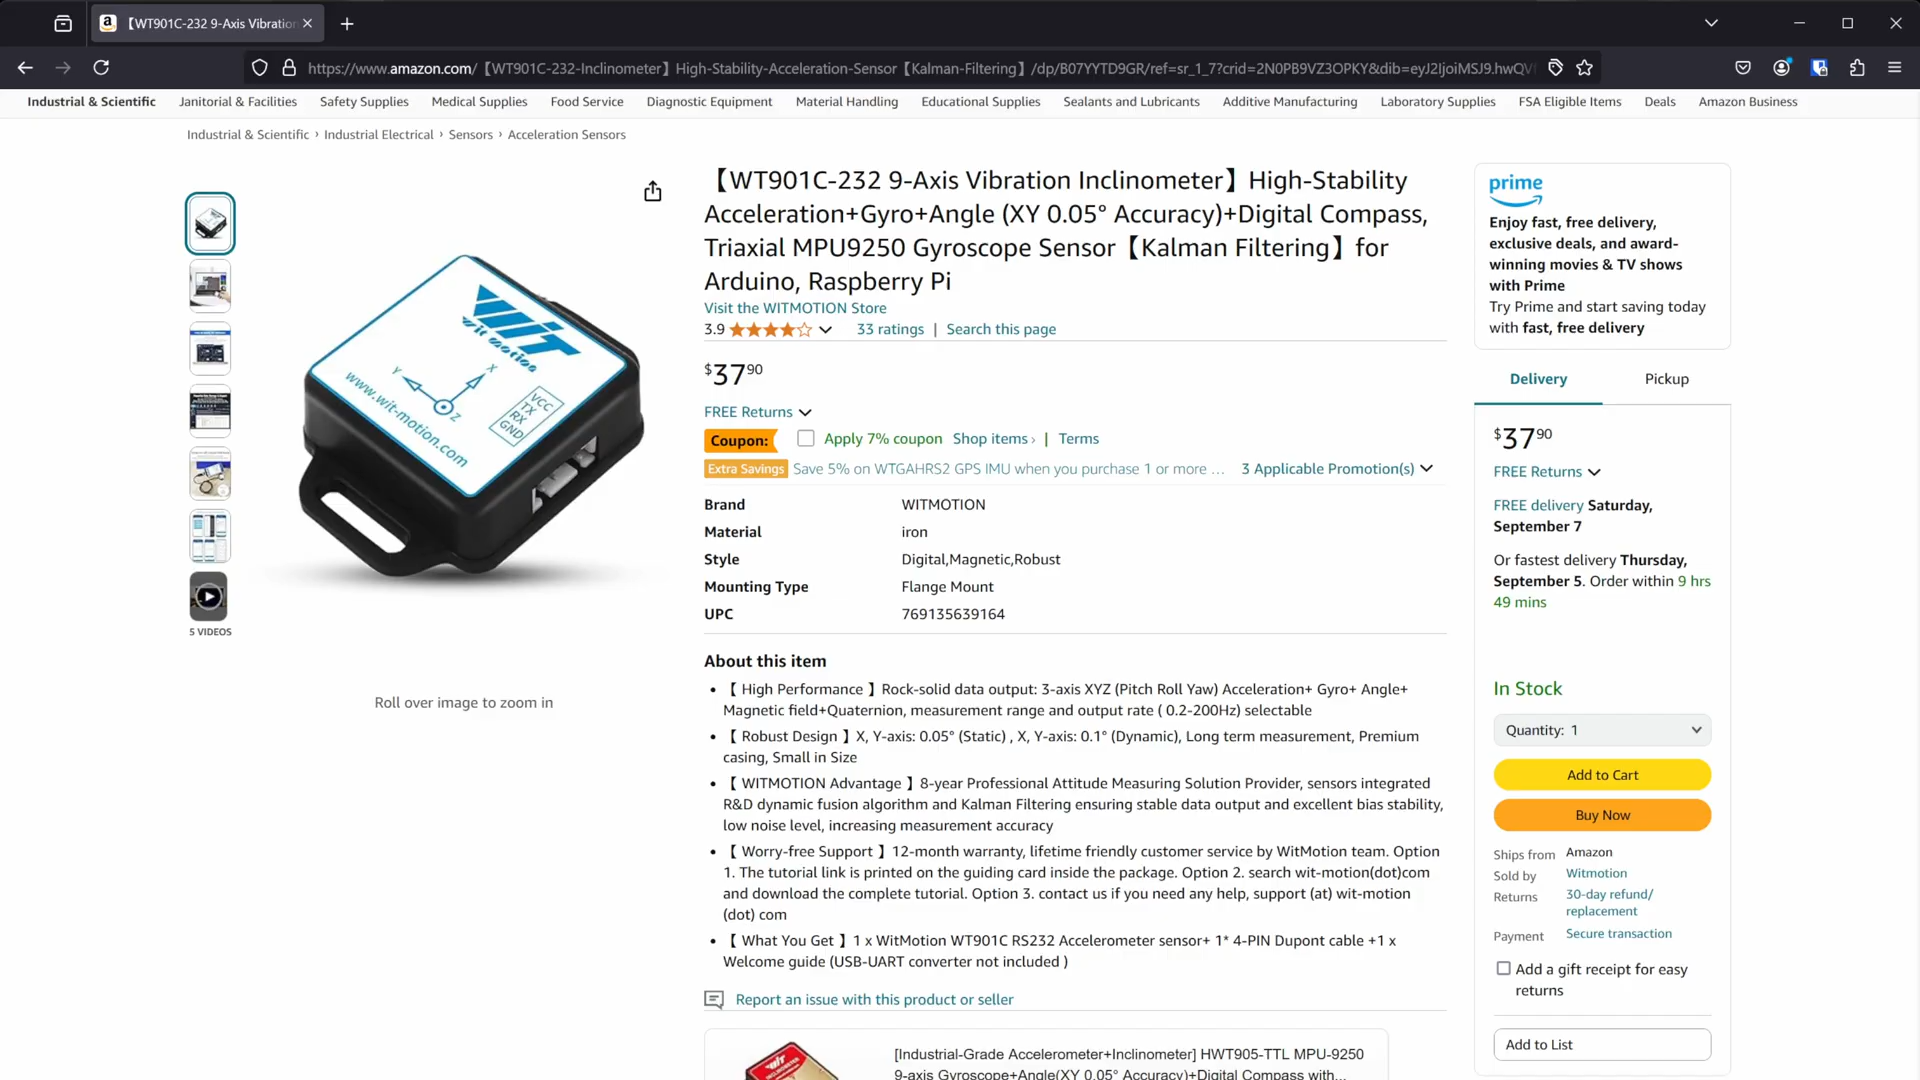 【WT901C-232 9-Axis Vibration
https://www.amazon.com/【WT901C-232-Inclinometer】High-Stability-Acceleration-Sensor【Kalman-Filtering】/dp/B07YYTD9GR/ref=sr_1_7?crid=2N0PB9VZ3OPKY&dib=eyJ2IjoiMSJ9.hwQV
Industrial & Scientific Janitorial & Facilities Safety Supplies Medical Supplies Food Service Diagnostic Equipment Material Handling Educational Supplies Sealants and Lubricants Additive Manufacturing Laboratory Supplies FSA Eligible Items Deals Amazon Business
Industrial & Scientific › Industrial Electrical › Sensors › Acceleration Sensors
WiT
wit motion
Y X Z
VCC
TX
RX
GND
www.wit-motion.com
5 VIDEOS
Roll over image to zoom in
【WT901C-232 9-Axis Vibration Inclinometer】High-Stability
Acceleration+Gyro+Angle (XY 0.05° Accuracy)+Digital Compass,
Triaxial MPU9250 Gyroscope Sensor【Kalman Filtering】for
Arduino, Raspberry Pi
Visit the WITMOTION Store
3.9 33 ratings | Search this page
$37 90
FREE Returns
Coupon: Apply 7% coupon Shop items › | Terms
Extra Savings Save 5% on WTGAHRS2 GPS IMU when you purchase 1 or more … 3 Applicable Promotion(s)
Brand WITMOTION
Material iron
Style Digital,Magnetic,Robust
Mounting Type Flange Mount
UPC 769135639164
About this item
• 【 High Performance 】Rock-solid data output: 3-axis XYZ (Pitch Roll Yaw) Acceleration+ Gyro+ Angle+
Magnetic field+Quaternion, measurement range and output rate ( 0.2-200Hz) selectable
• 【 Robust Design 】X, Y-axis: 0.05° (Static) , X, Y-axis: 0.1° (Dynamic), Long term measurement, Premium
casing, Small in Size
• 【 WITMOTION Advantage 】8-year Professional Attitude Measuring Solution Provider, sensors integrated
R&D dynamic fusion algorithm and Kalman Filtering ensuring stable data output and excellent bias stability,
low noise level, increasing measurement accuracy
• 【 Worry-free Support 】12-month warranty, lifetime friendly customer service by WitMotion team. Option
1. The tutorial link is printed on the guiding card inside the package. Option 2. search wit-motion(dot)com
and download the complete tutorial. Option 3. contact us if you need any help, support (at) wit-motion
(dot) com
• 【 What You Get 】1 x WitMotion WT901C RS232 Accelerometer sensor+ 1* 4-PIN Dupont cable +1 x
Welcome guide (USB-UART converter not included )
Report an issue with this product or seller
[Industrial-Grade Accelerometer+Inclinometer] HWT905-TTL MPU-9250
9-axis Gyroscope+Angle(XY 0.05° Accuracy)+Digital Compass with...
prime
Enjoy fast, free delivery,
exclusive deals, and award-
winning movies & TV shows
with Prime
Try Prime and start saving today
with fast, free delivery
Delivery Pickup
$37 90
FREE Returns
FREE delivery Saturday,
September 7
Or fastest delivery Thursday,
September 5. Order within 9 hrs
49 mins
In Stock
Quantity: 1
Add to Cart
Buy Now
Ships from Amazon
Sold by Witmotion
Returns 30-day refund/
replacement
Payment Secure transaction
Add a gift receipt for easy
returns
Add to List